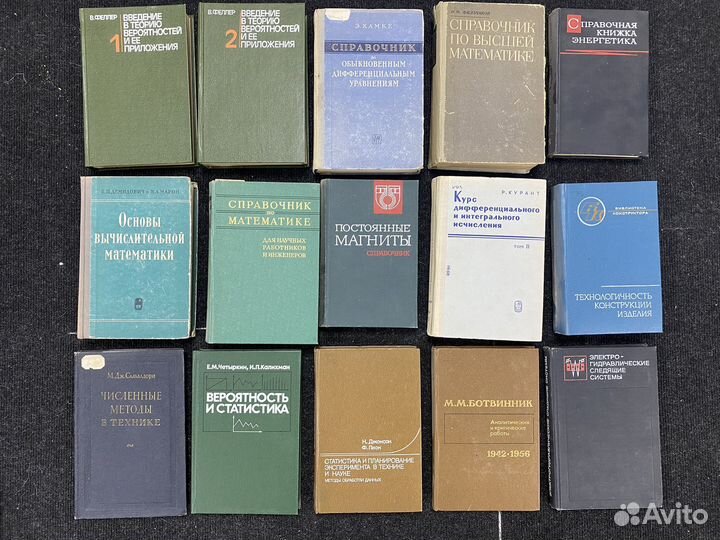 В. ФЕЛЛЕР
ВВЕДЕНИЕ
В ТЕОРИЮ
ВЕРОЯТНОСТЕЙ
И ЕЕ
ПРИЛОЖЕНИЯ
1
В. ФЕЛЛЕР
ВВЕДЕНИЕ
В ТЕОРИЮ
ВЕРОЯТНОСТЕЙ
И ЕЕ
ПРИЛОЖЕНИЯ
2
Э. КАМКЕ
СПРАВОЧНИК
по
ОБЫКНОВЕННЫМ
ДИФФЕРЕНЦИАЛЬНЫМ
УРАВНЕНИЯМ
СПРАВОЧНИК
ПО ВЫСШЕЙ
МАТЕМАТИКЕ
СПРАВОЧНАЯ
КНИЖКА
ЭНЕРГЕТИКА
Б. П. ДЕМИДОВИЧ и И. А. МАРОН
ОСНОВЫ
ВЫЧИСЛИТЕЛЬНОЙ
МАТЕМАТИКИ
СПРАВОЧНИК
ПО
МАТЕМАТИКЕ
ДЛЯ НАУЧНЫХ
РАБОТНИКОВ
И ИНЖЕНЕРОВ
ПОСТОЯННЫЕ
МАГНИТЫ
СПРАВОЧНИК
Р. КУРАНТ
Курс
дифференциального
и интегрального
исчисления
ТОМ II
БИБЛИОТЕКА
КОНСТРУКТОРА
ТЕХНОЛОГИЧНОСТЬ
КОНСТРУКЦИИ
ИЗДЕЛИЯ
М. Дж. Сальвадори
ЧИСЛЕННЫЕ
МЕТОДЫ
В ТЕХНИКЕ
Е.М. Четыркин, И.Л. Калихман
ВЕРОЯТНОСТЬ
И СТАТИСТИКА
Н. Джонсон
Ф. Лион
СТАТИСТИКА И ПЛАНИРОВАНИЕ
ЭКСПЕРИМЕНТА В ТЕХНИКЕ
И НАУКЕ
МЕТОДЫ ОБРАБОТКИ ДАННЫХ
М. М. БОТВИННИК
Аналитические
и критические
работы
1942-1956
ЭЛЕКТРО-
ГИДРАВЛИЧЕСКИЕ
СЛЕДЯЩИЕ
СИСТЕМЫ
Avito